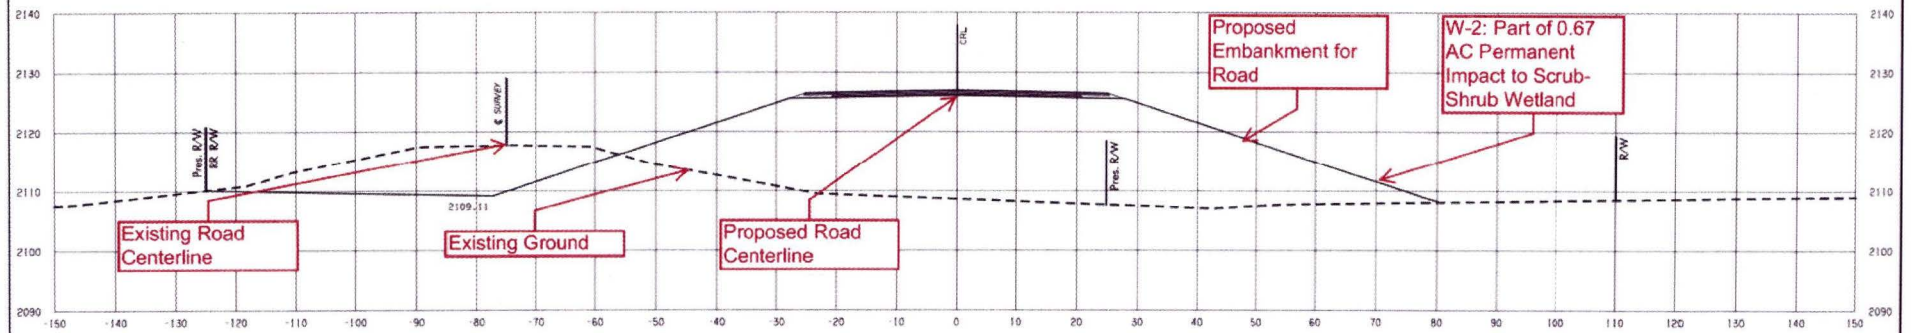 2140
2140
2130
2130
2120
2120
2110
2110
2100
2100
2090
2090
Pres. R/W
RR R/W
℄ SURVEY
CRL
Pres. R/W
R/W
2109.11
Proposed
Embankment for
Road
W-2: Part of 0.67
AC Permanent
Impact to Scrub-
Shrub Wetland
Existing Road
Centerline
Existing Ground
Proposed Road
Centerline
-150 -140 -130 -120 -110 -100 -90 -80 -70 -60 -50 -40 -30 -20 -10 0 10 20 30 40 50 60 70 80 90 100 110 120 130 140 150